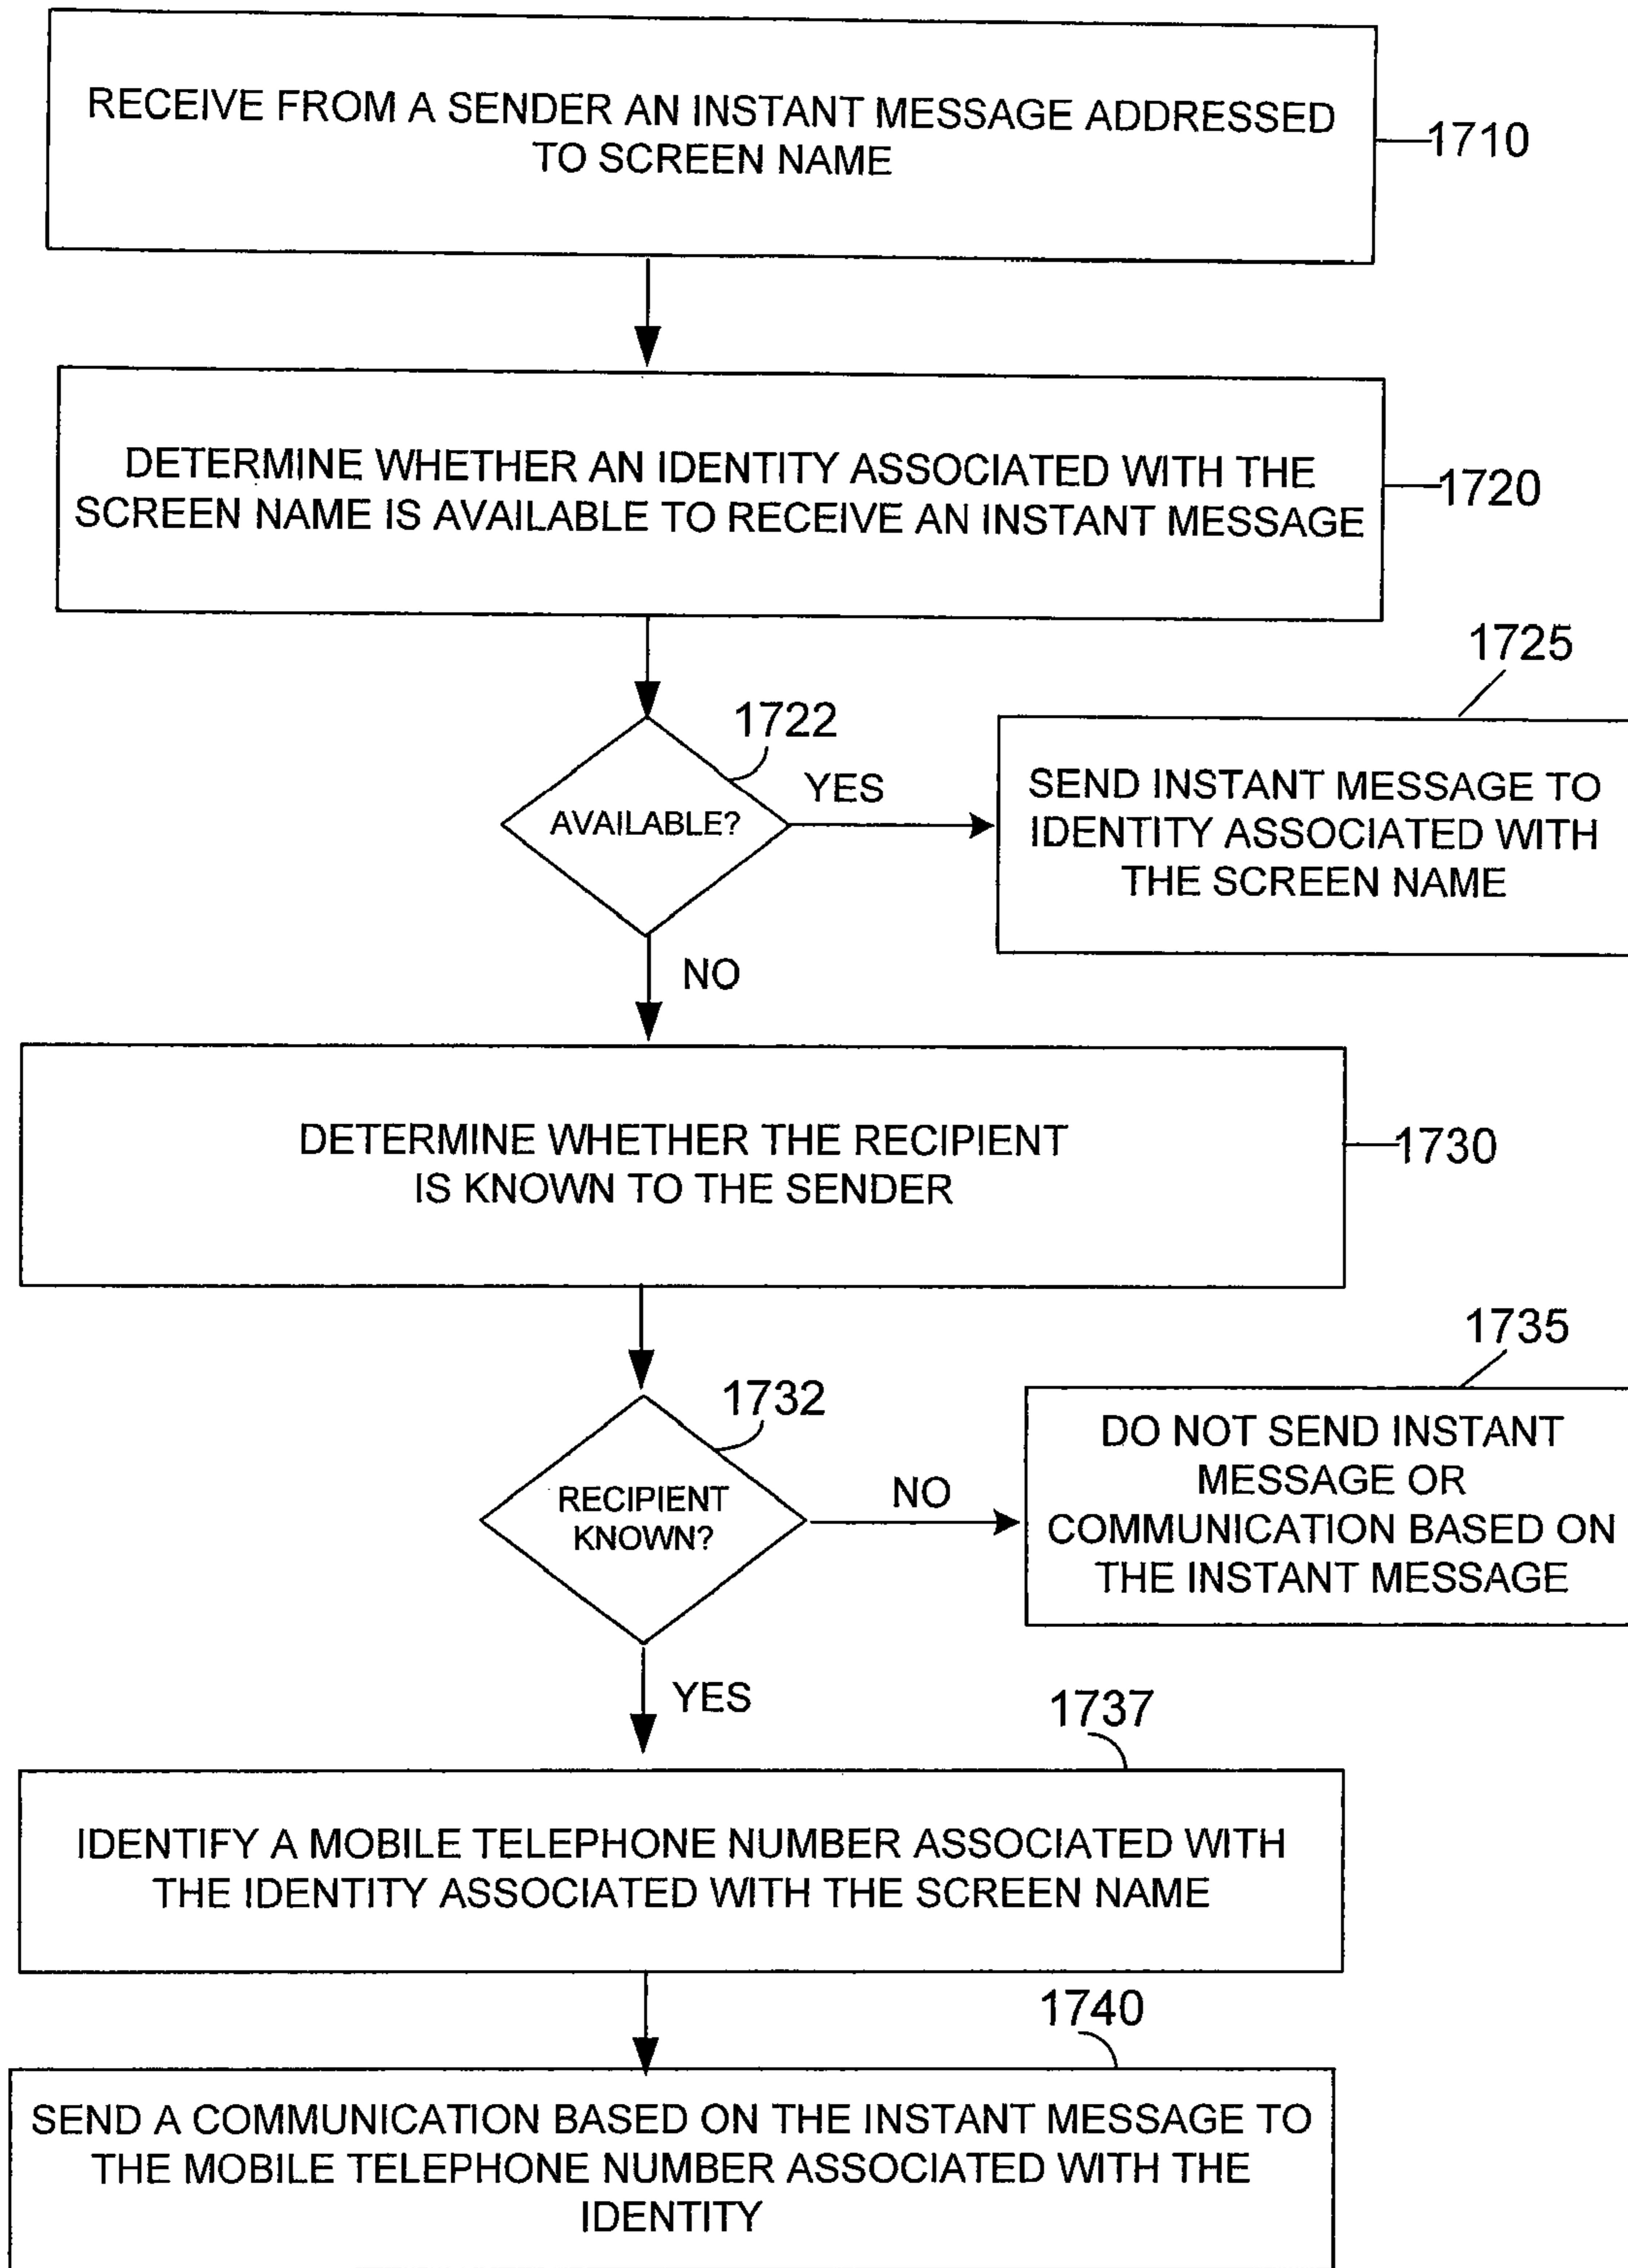 RECEIVE FROM A SENDER AN INSTANT MESSAGE ADDRESSED
TO SCREEN NAME
1710
DETERMINE WHETHER AN IDENTITY ASSOCIATED WITH THE
SCREEN NAME IS AVAILABLE TO RECEIVE AN INSTANT MESSAGE
1720
1722
AVAILABLE?
YES
1725
SEND INSTANT MESSAGE TO
IDENTITY ASSOCIATED WITH
THE SCREEN NAME
NO
DETERMINE WHETHER THE RECIPIENT
IS KNOWN TO THE SENDER
1730
1732
RECIPIENT
KNOWN?
NO
1735
DO NOT SEND INSTANT
MESSAGE OR
COMMUNICATION BASED ON
THE INSTANT MESSAGE
YES
1737
IDENTIFY A MOBILE TELEPHONE NUMBER ASSOCIATED WITH
THE IDENTITY ASSOCIATED WITH THE SCREEN NAME
1740
SEND A COMMUNICATION BASED ON THE INSTANT MESSAGE TO
THE MOBILE TELEPHONE NUMBER ASSOCIATED WITH THE
IDENTITY